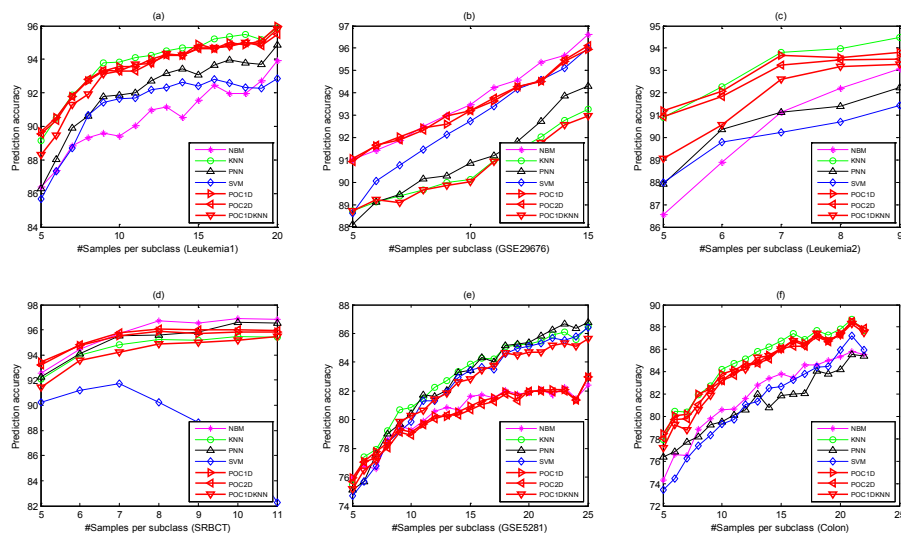 (a)
Prediction accuracy
96
94
92
90
88
86
84
5
10
15
20
#Samples per subclass (Leukemia1)
NBM
KNN
PNN
SVM
POC1D
POC2D
POC1DKNN
(b)
Prediction accuracy
97
96
95
94
93
92
91
90
89
88
5
10
15
#Samples per subclass (GSE29676)
NBM
KNN
PNN
SVM
POC1D
POC2D
POC1DKNN
(c)
Prediction accuracy
95
94
93
92
91
90
89
88
87
86
5
6
7
8
9
#Samples per subclass (Leukemia2)
NBM
KNN
PNN
SVM
POC1D
POC2D
POC1DKNN
(d)
Prediction accuracy
98
96
94
92
90
88
86
84
82
5
6
7
8
9
10
11
#Samples per subclass (SRBCT)
NBM
KNN
PNN
SVM
POC1D
POC2D
POC1DKNN
(e)
Prediction accuracy
88
86
84
82
80
78
76
74
5
10
15
20
25
#Samples per subclass (GSE5281)
NBM
KNN
PNN
SVM
POC1D
POC2D
POC1DKNN
(f)
Prediction accuracy
90
88
86
84
82
80
78
76
74
72
5
10
15
20
25
#Samples per subclass (Colon)
NBM
KNN
PNN
SVM
POC1D
POC2D
POC1DKNN